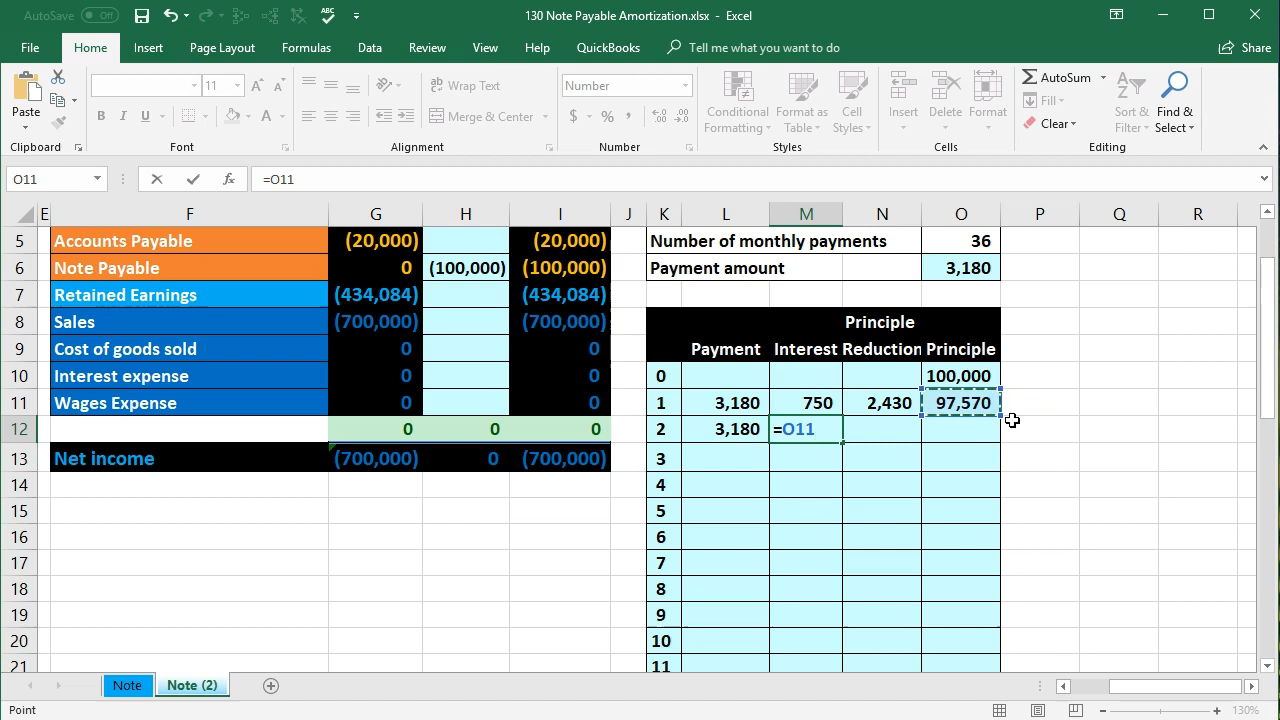 AutoSave Off
130 Note Payable Amortization.xlsx - Excel
File Home Insert Page Layout Formulas Data Review View Help QuickBooks Tell me what you want to do Share
Paste
11
B I U
A A
ab Wrap Text
Merge & Center
Number
$ % ,
Conditional Formatting
Format as Table
Cell Styles
Insert Delete Format
AutoSum
Fill
Clear
Sort & Filter
Find & Select
Clipboard Font Alignment Number Styles Cells Editing
O11 fx =O11
E F G H I J K L M N O P Q R
5 Accounts Payable (20,000) (20,000) Number of monthly payments 36
6 Note Payable 0 (100,000) (100,000) Payment amount 3,180
7 Retained Earnings (434,084) (434,084)
8 Sales (700,000) (700,000) Principle
9 Cost of goods sold 0 0 Payment Interest Reduction Principle
10 Interest expense 0 0 0 100,000
11 Wages Expense 0 0 1 3,180 750 2,430 97,570
12 0 0 0 2 3,180 =O11
13 Net income (700,000) 0 (700,000) 3
14 4
15 5
16 6
17 7
18 8
19 9
20 10
21 11
Note Note (2)
Point 130%